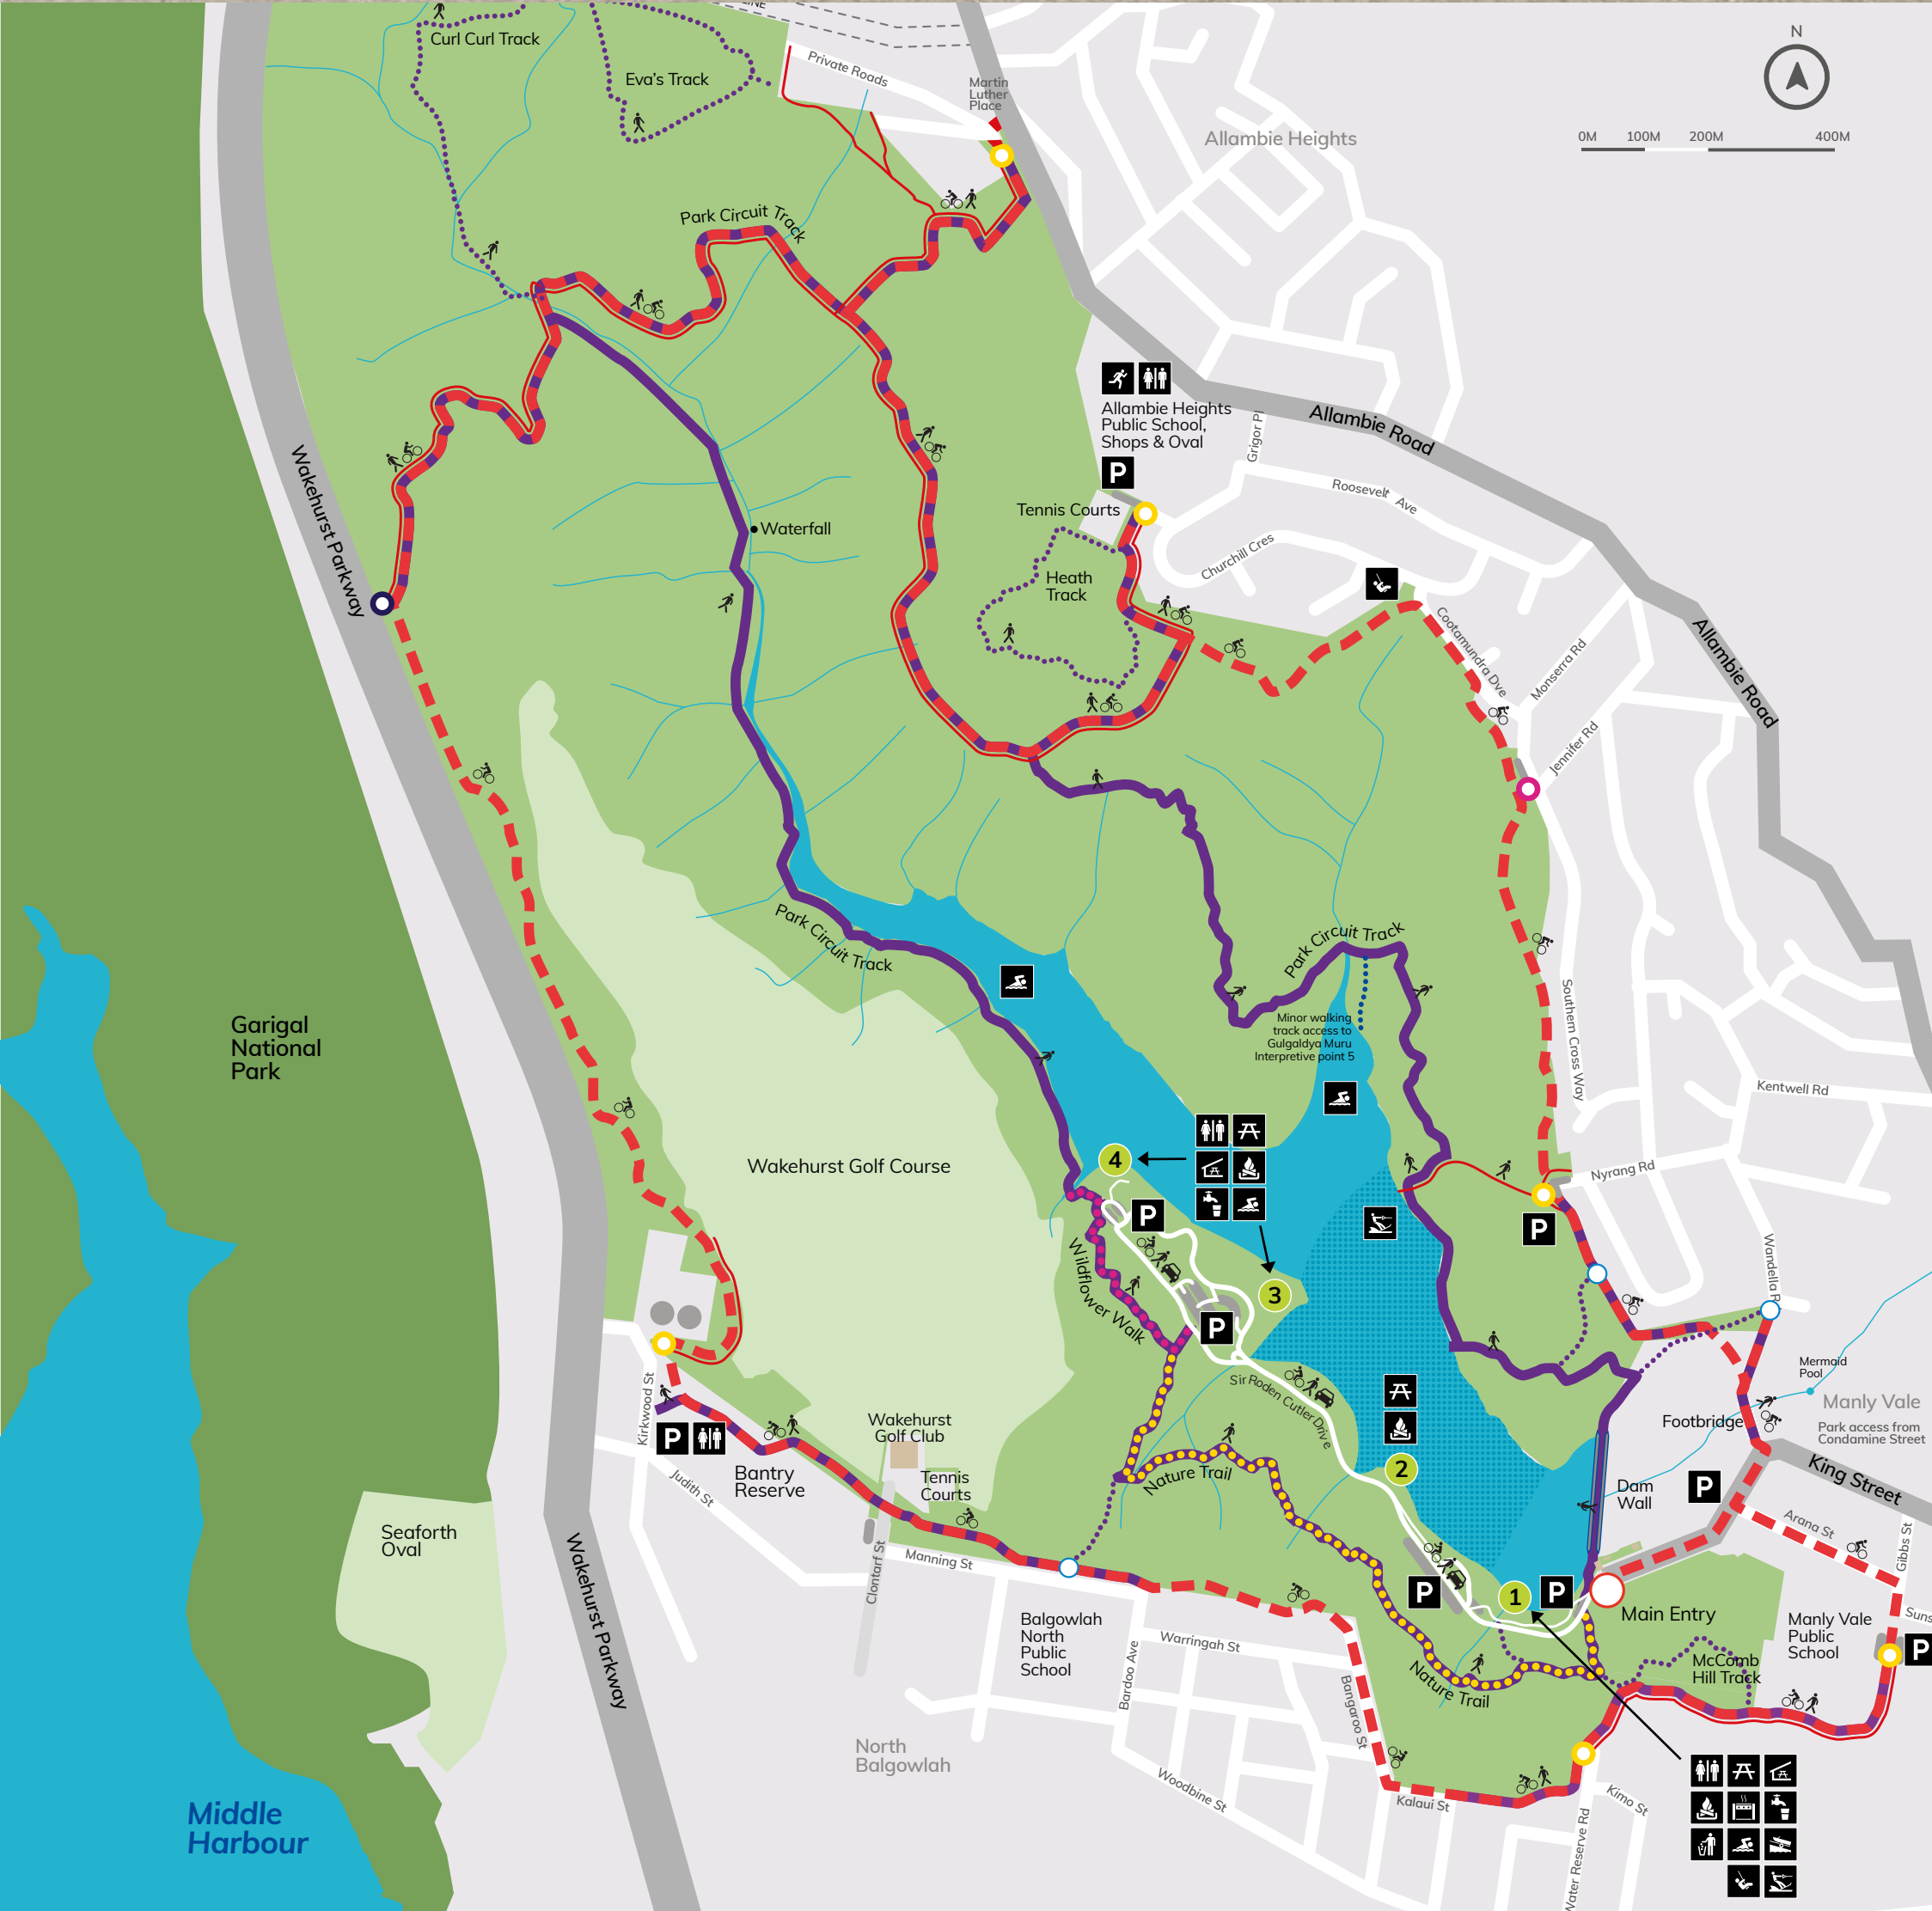 Curl Curl Track
Eva's Track
Private Roads
Martin
Luther
Place
N
0M 100M 200M 400M
Allambie Heights
Park Circuit Track
Allambie Heights
Public School,
Shops & Oval
P
Grigor Pl
Allambie Road
Roosevelt Ave
Tennis Courts
Churchill Cres
Waterfall
Heath
Track
Wakehurst Parkway
Cootamundra Dve
Monserra Rd
Jennifer Rd
Allambie Road
Park Circuit Track
Park Circuit Track
Garigal
National
Park
Minor walking
track access to
Gulgaldya Muru
Interpretive point 5
Southern Cross Way
Kentwell Rd
Wakehurst Golf Course
4
Nyrang Rd
P
P
Wandella R
Wildflower Walk
3
P
Sir Roden Cutler Drive
Mermaid
Pool
Manly Vale
Park access from
Condamine Street
Footbridge
Kirkwood St
P
Wakehurst
Golf Club
Bantry
Reserve
Tennis
Courts
Judith St
Nature Trail
2
Dam
Wall
P
King Street
Arana St
Gibbs St
Seaforth
Oval
Wakehurst Parkway
Clontarf St
Manning St
P
1
P
Main Entry
Suns
Balgowlah
North
Public
School
Bardoo Ave
Warringah St
Bangaroo St
Nature Trail
McComb
Hill Track
Manly Vale
Public
School
P
North
Balgowlah
Woodbine St
Kalaui St
Kimo St
Water Reserve Rd
Middle
Harbour